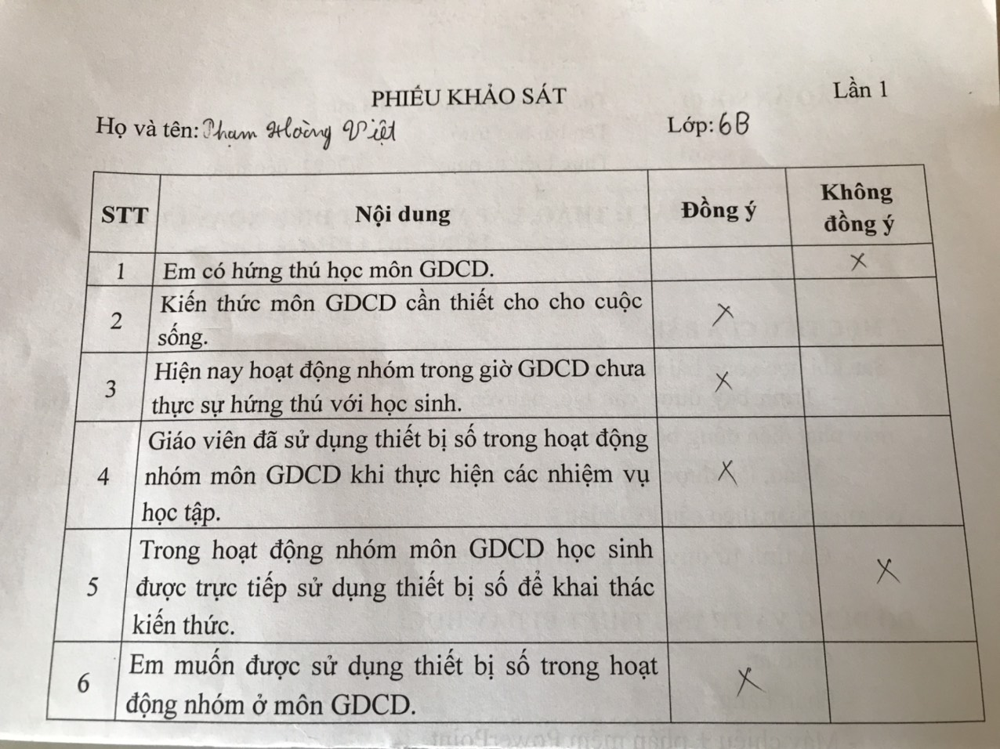 PHIẾU KHẢO SÁT
Lần 1
Họ và tên: Phạm Hoàng Việt
Lớp: 6B
STT
Nội dung
Đồng ý
Không
đồng ý
1
Em có hứng thú học môn GDCD.
X
2
Kiến thức môn GDCD cần thiết cho cho cuộc
sống.
X
3
Hiện nay hoạt động nhóm trong giờ GDCD chưa
thực sự hứng thú với học sinh.
X
4
Giáo viên đã sử dụng thiết bị số trong hoạt động
nhóm môn GDCD khi thực hiện các nhiệm vụ
học tập.
X
5
Trong hoạt động nhóm môn GDCD học sinh
được trực tiếp sử dụng thiết bị số để khai thác
kiến thức.
X
6
Em muốn được sử dụng thiết bị số trong hoạt
động nhóm ở môn GDCD.
X